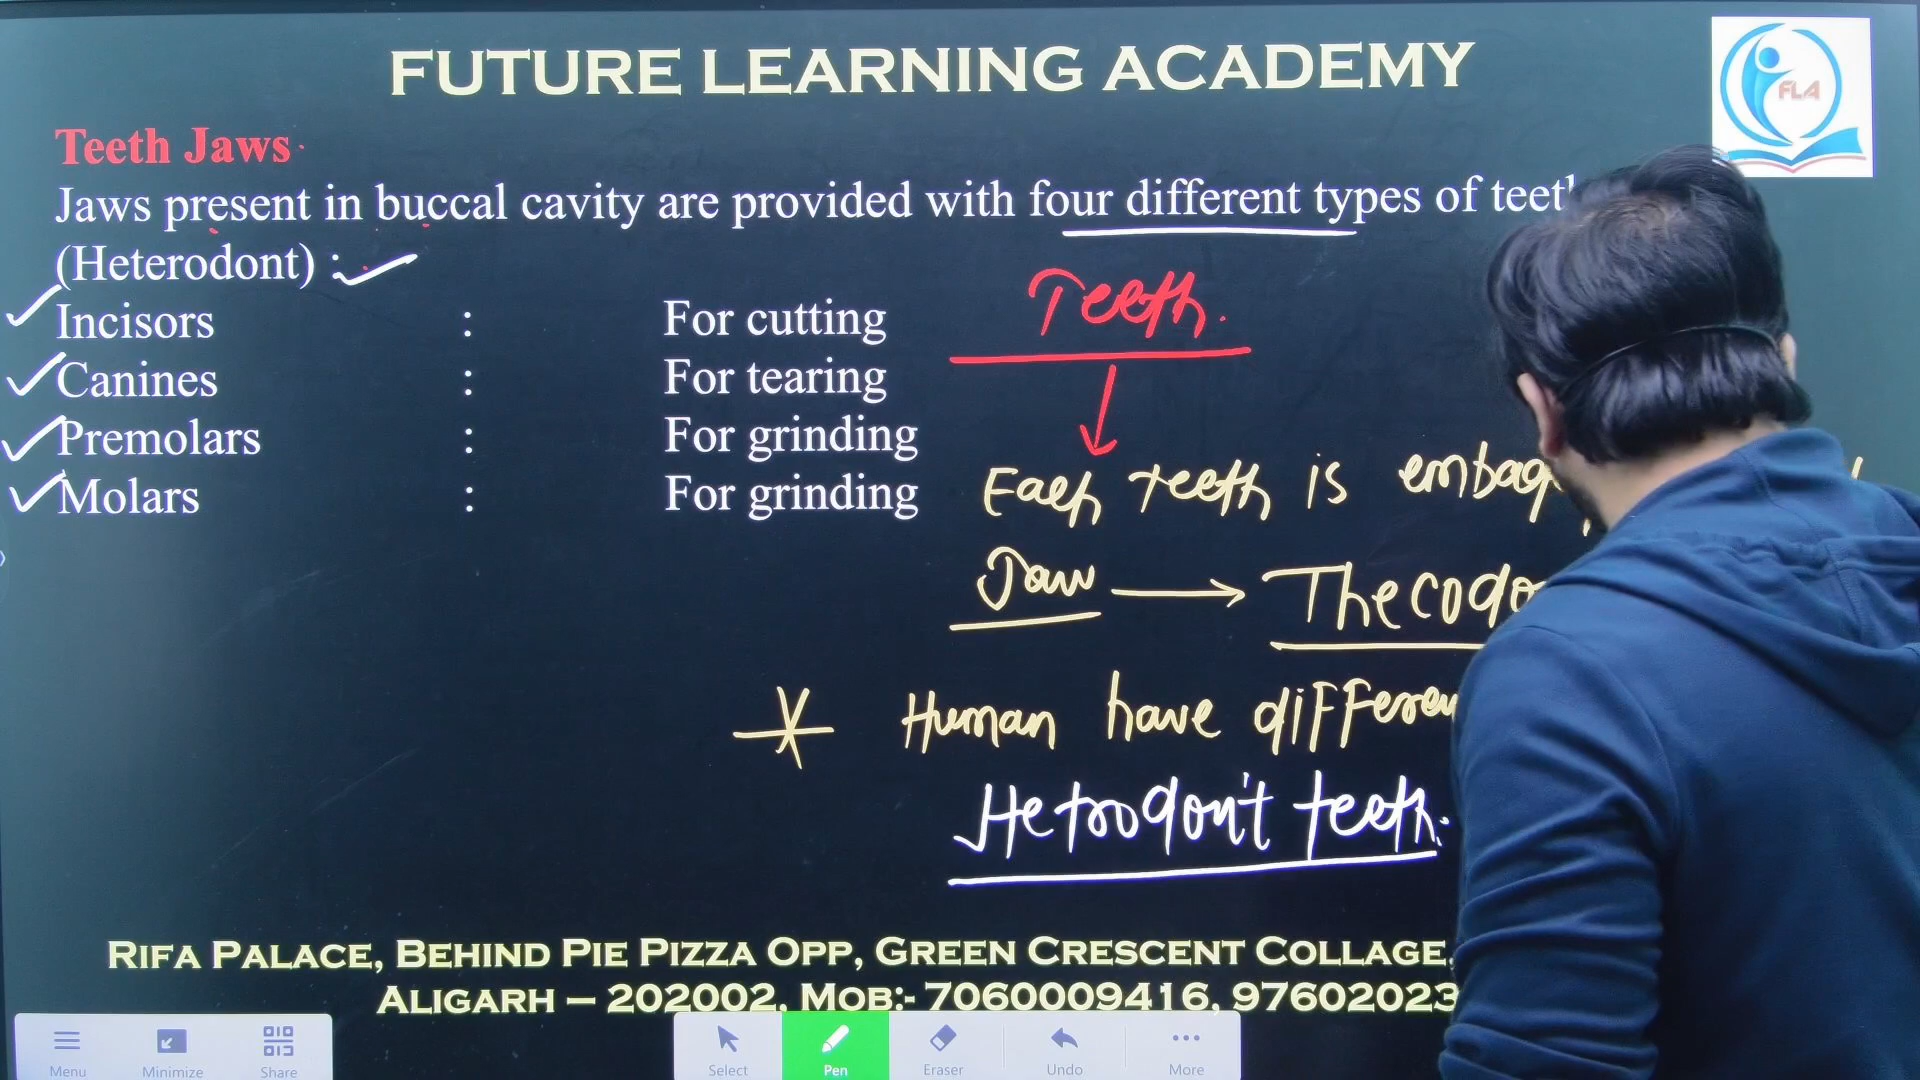 FUTURE LEARNING ACADEMY
FLA
Teeth Jaws
Jaws present in buccal cavity are provided with four different types of
(Heterodont) :
Incisors : For cutting
Canines : For tearing
Premolars : For grinding
Molars : For grinding
Teeth.
Each teeth is
Jaw →
Human have
Hetrodon't teeth.
RIFA PALACE, BEHIND PIE PIZZA OPP, GREEN CRESCENT COLLAGE,
ALIGARH – 202002, MOB:- 7060009416, 97602023
Menu Minimize Share Select Pen Eraser Undo More